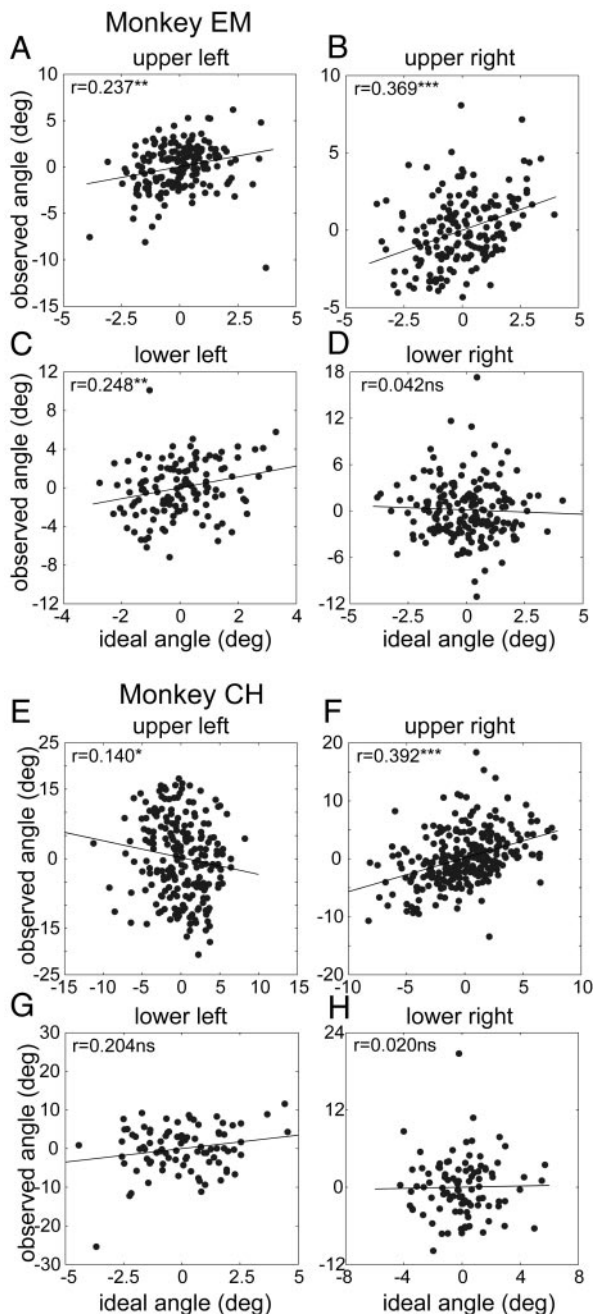 Monkey EM
A
upper left
r=0.237**
observed angle (deg)
10
5
0
-5
-10
-15
-5
-2.5
0
2.5
5
B
upper right
r=0.369***
10
5
0
-5
-5
-2.5
0
2.5
5
C
lower left
r=0.248**
observed angle (deg)
12
8
4
0
-4
-8
-12
-4
-2
0
2
4
ideal angle (deg)
D
lower right
r=0.042ns
18
12
6
0
-6
-12
-5
-2.5
0
2.5
5
ideal angle (deg)
Monkey CH
E
upper left
r=0.140*
observed angle (deg)
25
15
5
-5
-15
-25
-15
-10
-5
0
5
10
15
F
upper right
r=0.392***
20
10
0
-10
-20
-10
-5
0
5
10
G
lower left
r=0.204ns
observed angle (deg)
30
20
10
0
-10
-20
-30
-5
-2.5
0
2.5
5
ideal angle (deg)
H
lower right
r=0.020ns
24
12
0
-12
-8
-4
0
4
8
ideal angle (deg)